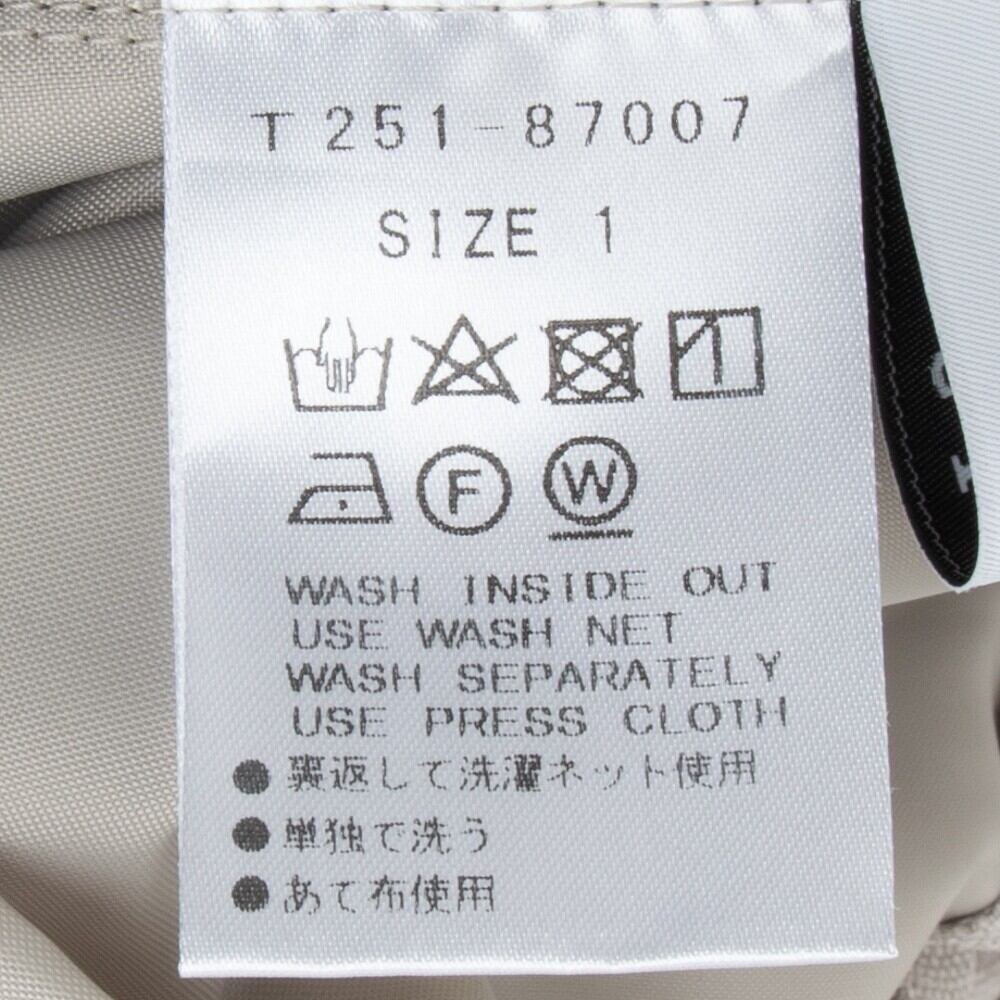 T 251-87007
SIZE 1
F W
WASH INSIDE OUT
USE WASH NET
WASH SEPARATELY
USE PRESS CLOTH
●裏返して洗濯ネット使用
●単独で洗う
●あて布使用